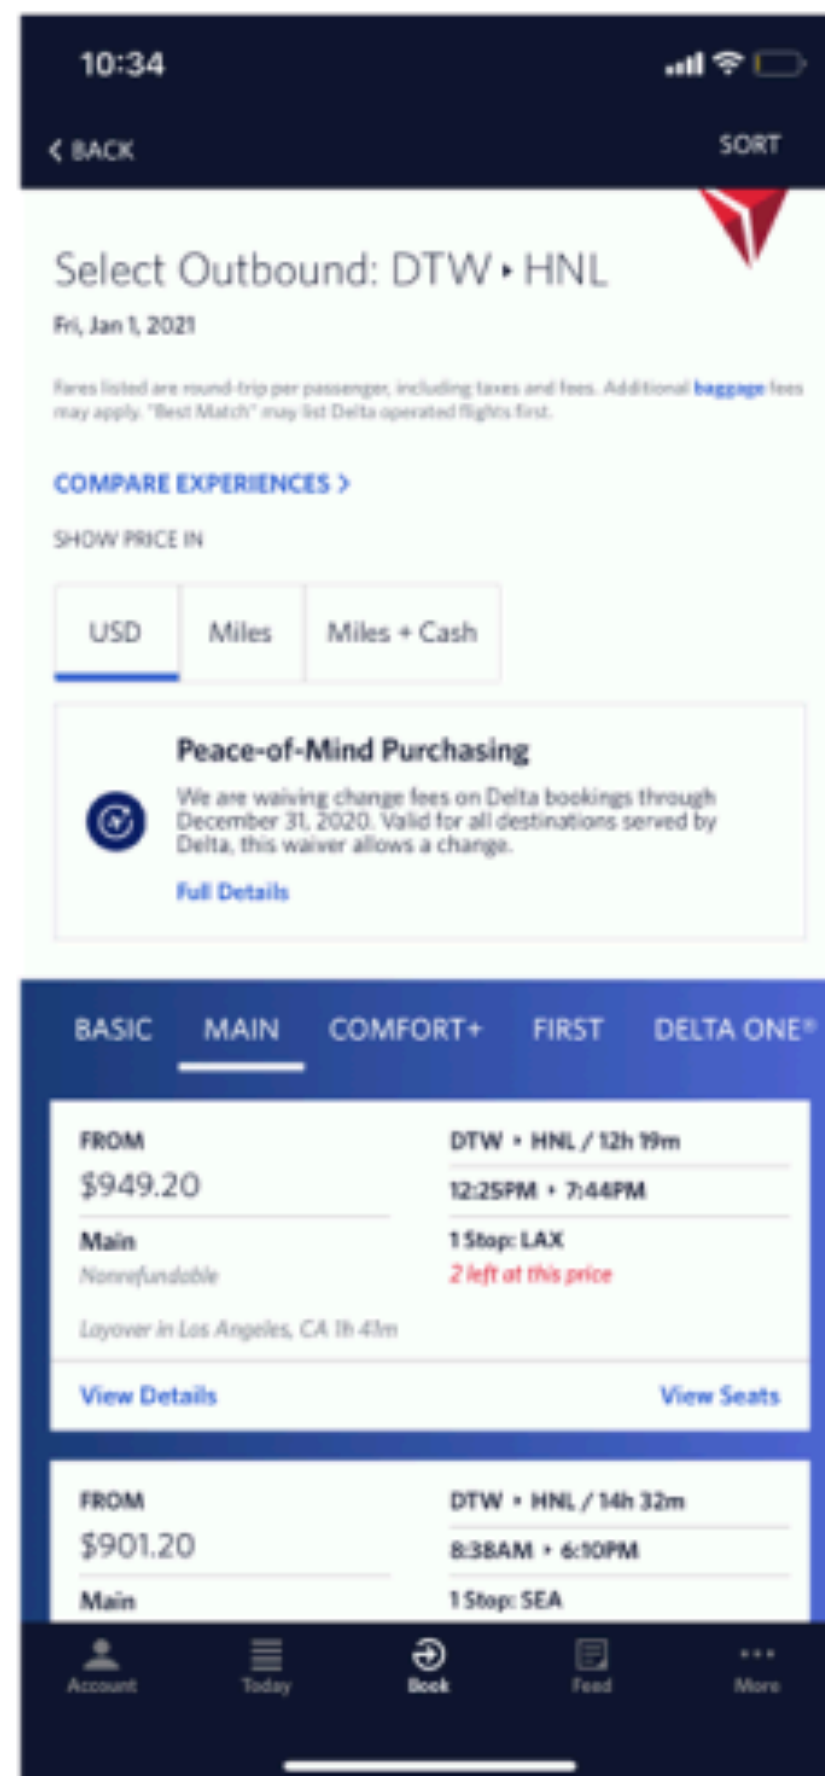 10:34
< BACK
SORT
Select Outbound: DTW ▸ HNL
Fri, Jan 1, 2021
Fares listed are round-trip per passenger, including taxes and fees. Additional baggage fees
may apply. "Best Match" may list Delta operated flights first.
COMPARE EXPERIENCES >
SHOW PRICE IN
USD Miles Miles + Cash
Peace-of-Mind Purchasing
We are waiving change fees on Delta bookings through
December 31, 2020. Valid for all destinations served by
Delta, this waiver allows a change.
Full Details
BASIC MAIN COMFORT+ FIRST DELTA ONE®
FROM
$949.20
Main
Nonrefundable
DTW ▸ HNL / 12h 19m
12:25PM ▸ 7:44PM
1 Stop: LAX
2 left at this price
Layover in Los Angeles, CA 1h 41m
View Details
View Seats
FROM
$901.20
Main
DTW ▸ HNL / 14h 32m
8:38AM ▸ 6:10PM
1 Stop: SEA
Account Today Book Feed More